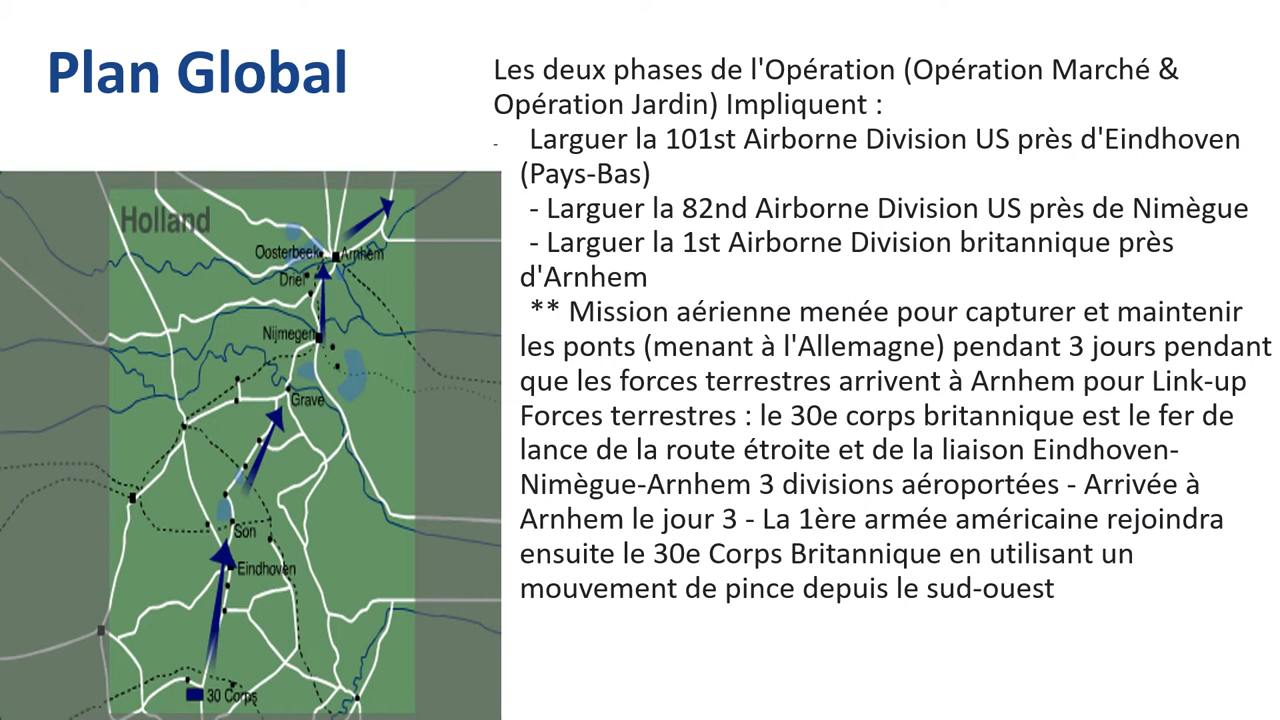 Plan Global
Les deux phases de l'Opération (Opération Marché &
Opération Jardin) Impliquent :
- Larguer la 101st Airborne Division US près d'Eindhoven
(Pays-Bas)
- Larguer la 82nd Airborne Division US près de Nimègue
- Larguer la 1st Airborne Division britannique près
d'Arnhem
** Mission aérienne menée pour capturer et maintenir
les ponts (menant à l'Allemagne) pendant 3 jours pendant
que les forces terrestres arrivent à Arnhem pour Link-up
Forces terrestres : le 30e corps britannique est le fer de
lance de la route étroite et de la liaison Eindhoven-
Nimègue-Arnhem 3 divisions aéroportées - Arrivée à
Arnhem le jour 3 - La 1ère armée américaine rejoindra
ensuite le 30e Corps Britannique en utilisant un
mouvement de pince depuis le sud-ouest
Holland
Oosterbeek
Arnhem
Driel
Nijmegen
Grave
Son
Eindhoven
30 Corps